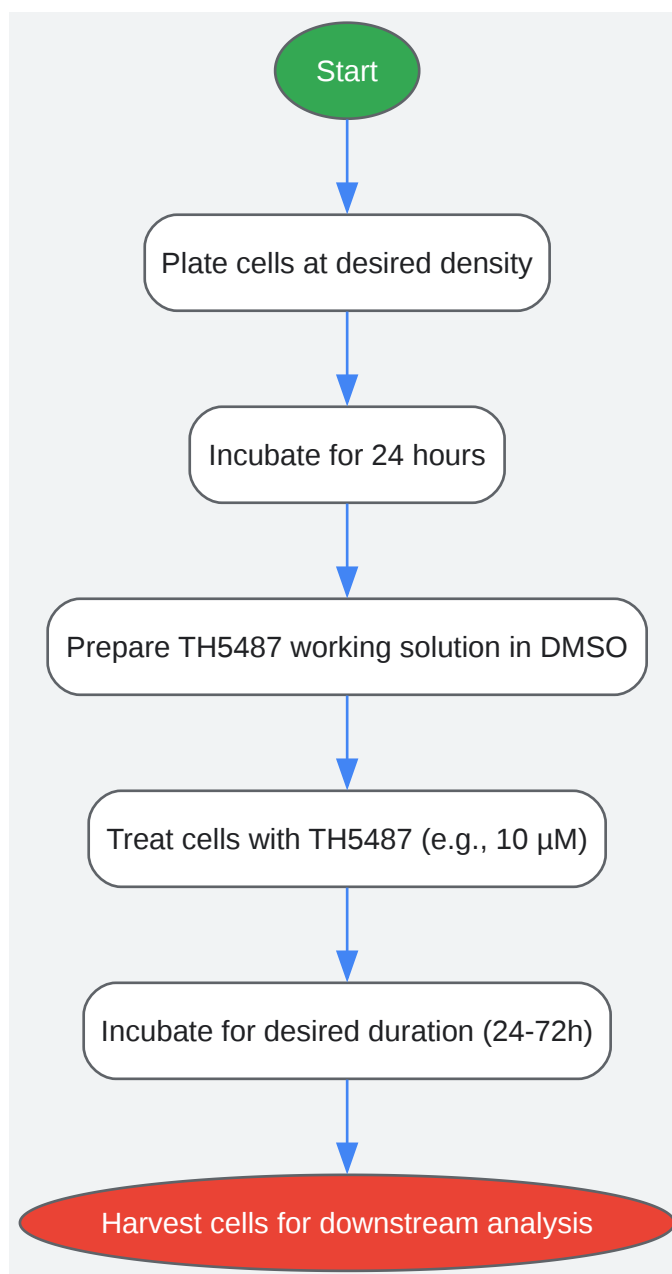 Start
Plate cells at desired density
Incubate for 24 hours
Prepare TH5487 working solution in DMSO
Treat cells with TH5487 (e.g., 10 µM)
Incubate for desired duration (24-72h)
Harvest cells for downstream analysis